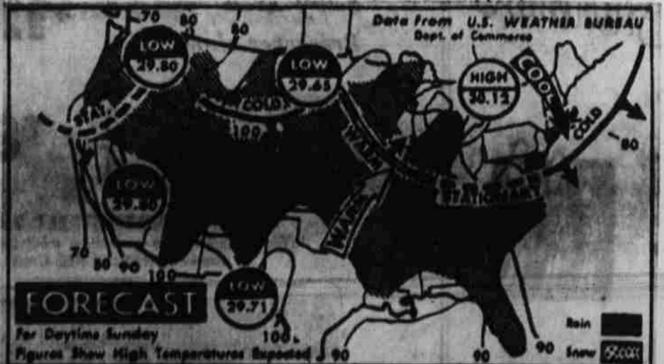 Data From U.S. WEATHER BUREAU
Dept. of Commerce
70 80 80
LOW
29.80
LOW
29.65
HIGH
30.12
COOL
COLD
80
STAT.
COLD
100
WARM
STATIONARY
LOW
29.80
WARM
70 80 90
100
LOW
29.71
100
90
90
90
FORECAST
For Daytime Sunday
Figures Show High Temperatures Expected
Rain
Snow